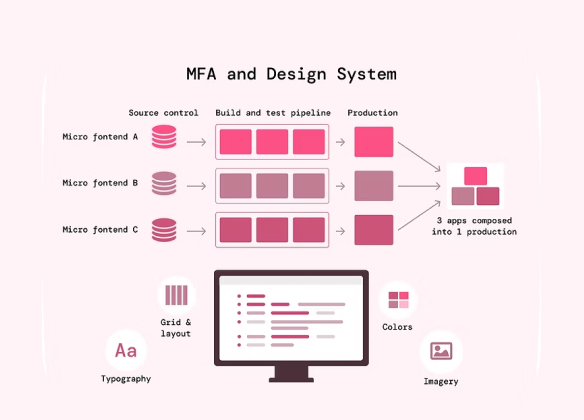 MFA and Design System
Source control
Build and test pipeline
Production
Micro fontend A
Micro fontend B
Micro fontend C
3 apps composed
into 1 production
Grid &
layout
Colors
Aa
Typography
Imagery